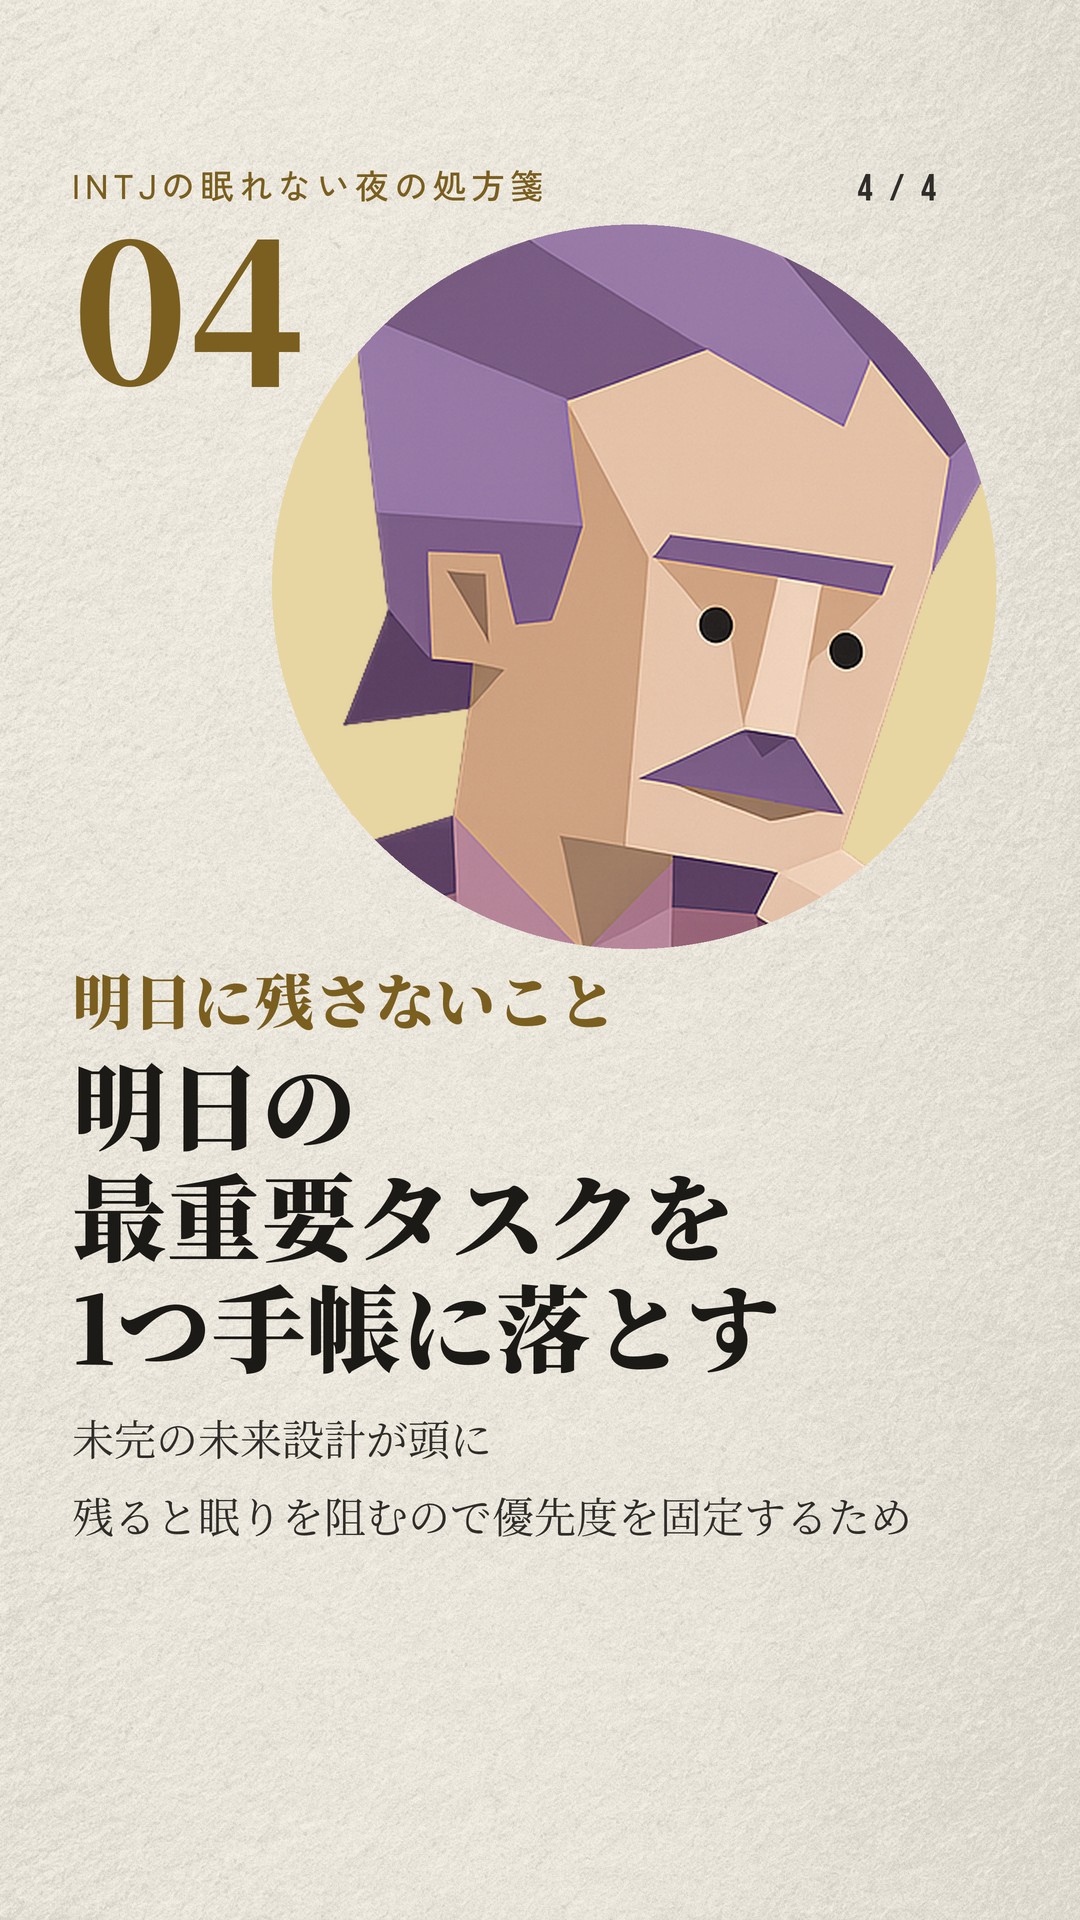 INTJの眠れない夜の処方箋
4 / 4
04
明日に残さないこと
明日の
最重要タスクを
1つ手帳に落とす
未完の未来設計が頭に
残ると眠りを阻むので優先度を固定するため